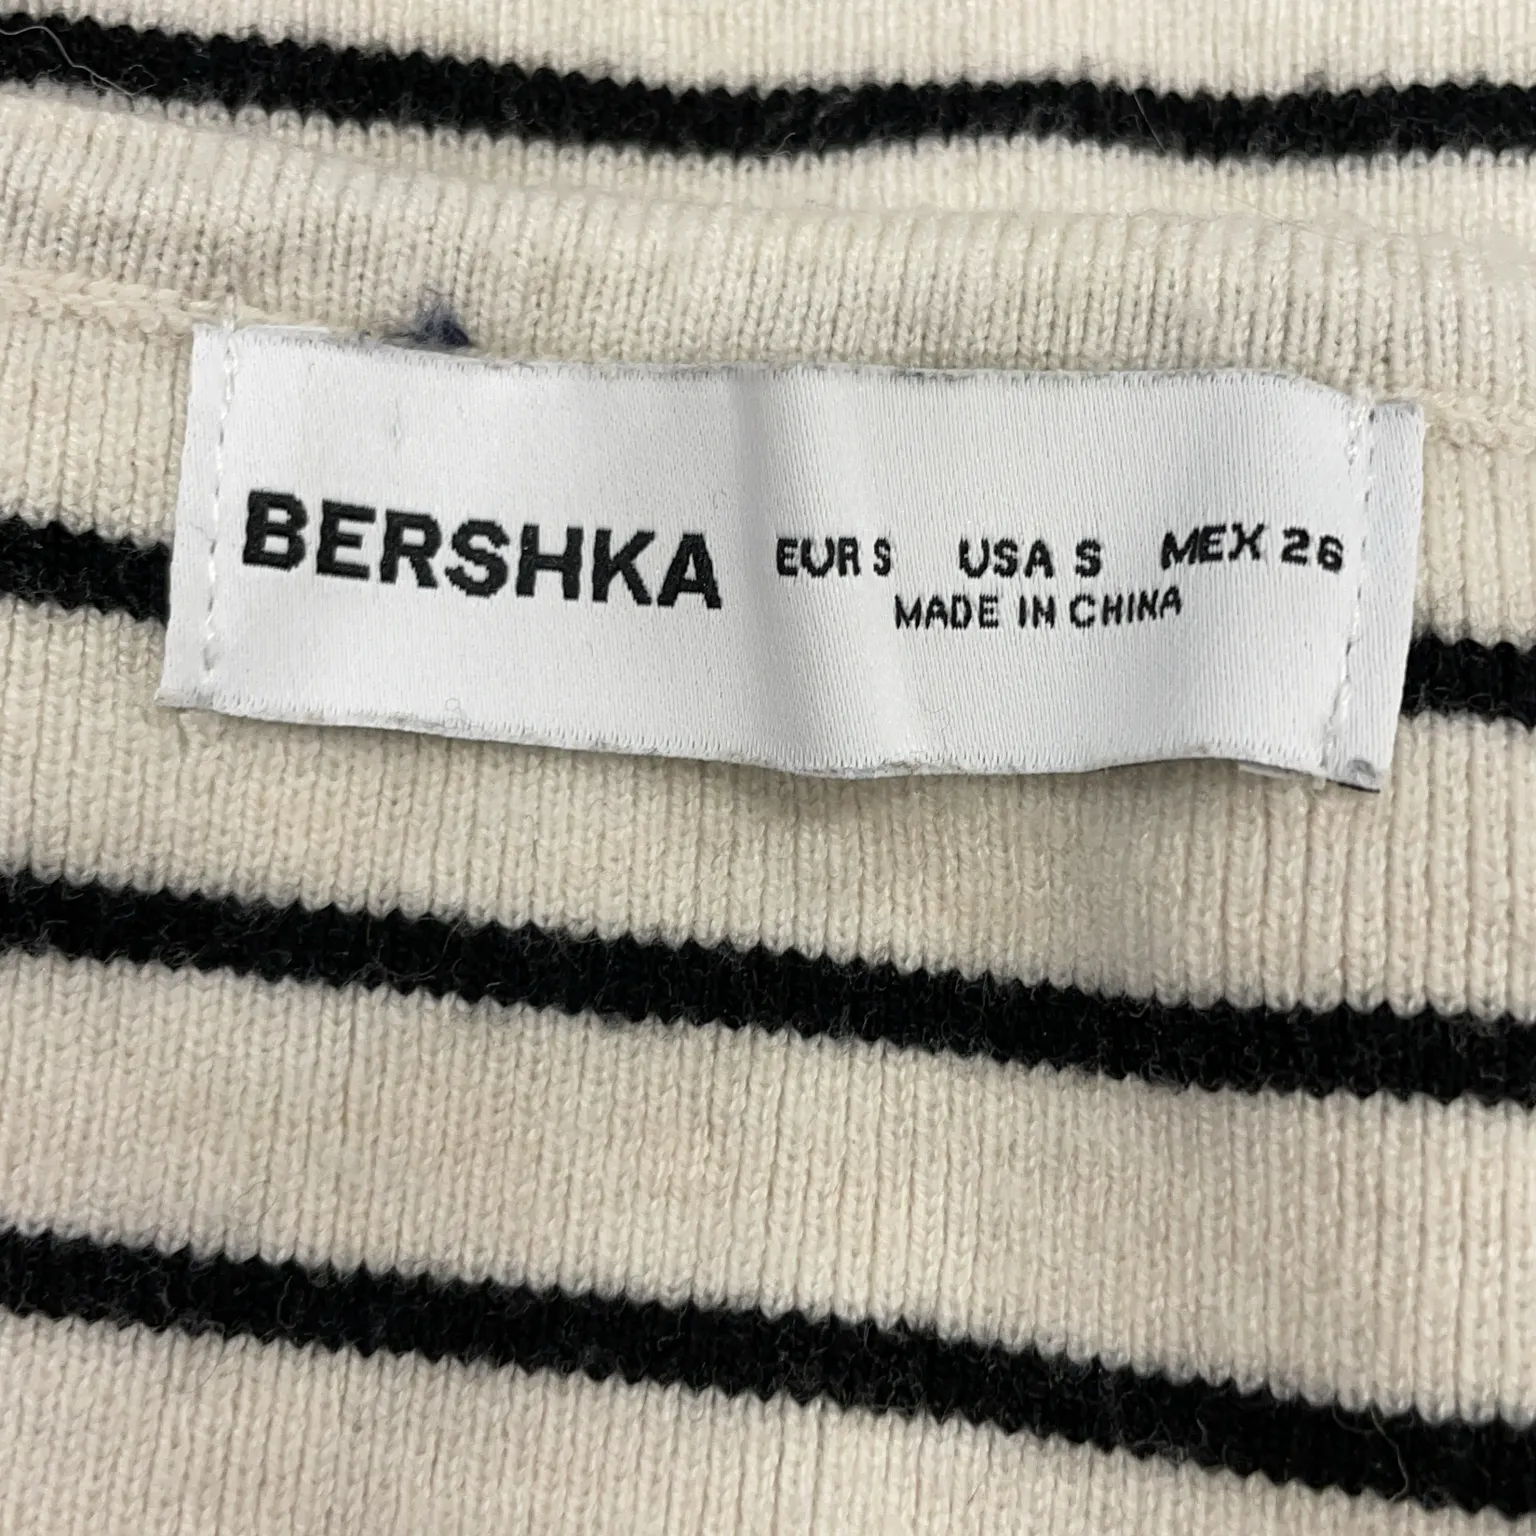 BERSHKA
EUR S USA S MEX 26
MADE IN CHINA